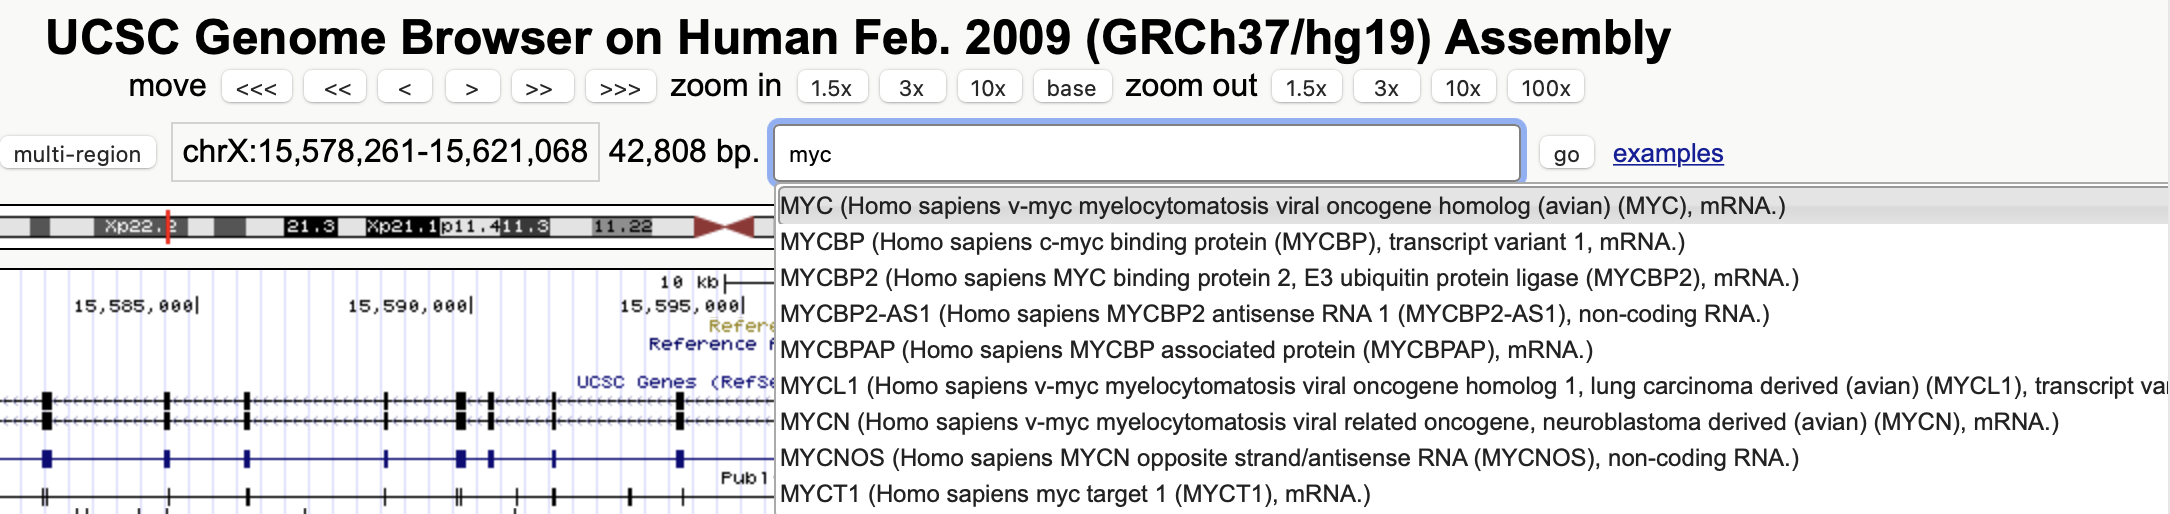 UCSC Genome Browser on Human Feb. 2009 (GRCh37/hg19) Assembly
move <<< << < > >> >>> zoom in 1.5x 3x 10x base zoom out 1.5x 3x 10x 100x
multi-region chrX:15,578,261-15,621,068 42,808 bp. myc go examples
MYC (Homo sapiens v-myc myelocytomatosis viral oncogene homolog (avian) (MYC), mRNA.)
Xp22.2 21.3 Xp21.1 p11.4 11.3 11.22
MYCBP (Homo sapiens c-myc binding protein (MYCBP), transcript variant 1, mRNA.)
10 kb
MYCBP2 (Homo sapiens MYC binding protein 2, E3 ubiquitin protein ligase (MYCBP2), mRNA.)
15,585,000 15,590,000 15,595,000
MYCBP2-AS1 (Homo sapiens MYCBP2 antisense RNA 1 (MYCBP2-AS1), non-coding RNA.)
Refere
Reference
MYCBPAP (Homo sapiens MYCBP associated protein (MYCBPAP), mRNA.)
UCSC Genes (RefSe
MYCL1 (Homo sapiens v-myc myelocytomatosis viral oncogene homolog 1, lung carcinoma derived (avian) (MYCL1), transcript va
MYCN (Homo sapiens v-myc myelocytomatosis viral related oncogene, neuroblastoma derived (avian) (MYCN), mRNA.)
MYCNOS (Homo sapiens MYCN opposite strand/antisense RNA (MYCNOS), non-coding RNA.)
Publ
MYCT1 (Homo sapiens myc target 1 (MYCT1), mRNA.)